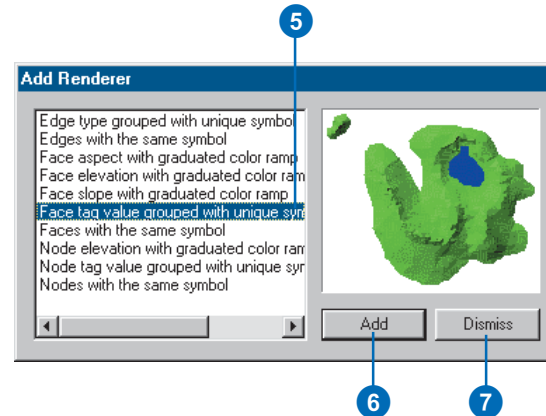 5
Add Renderer
Edge type grouped with unique symbol
Edges with the same symbol
Face aspect with graduated color ramp
Face elevation with graduated color ramp
Face slope with graduated color ramp
Face tag value grouped with unique sym
Faces with the same symbol
Node elevation with graduated color ram
Node tag value grouped with unique syr
Nodes with the same symbol
Add
Dismiss
6
7